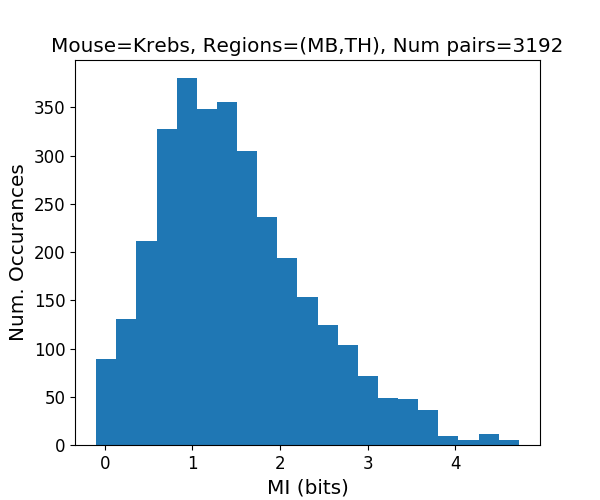 Mouse=Krebs, Regions=(MB,TH), Num pairs=3192
350
300
250
200
150
100
50
0
Num. Occurances
0 1 2 3 4
MI (bits)